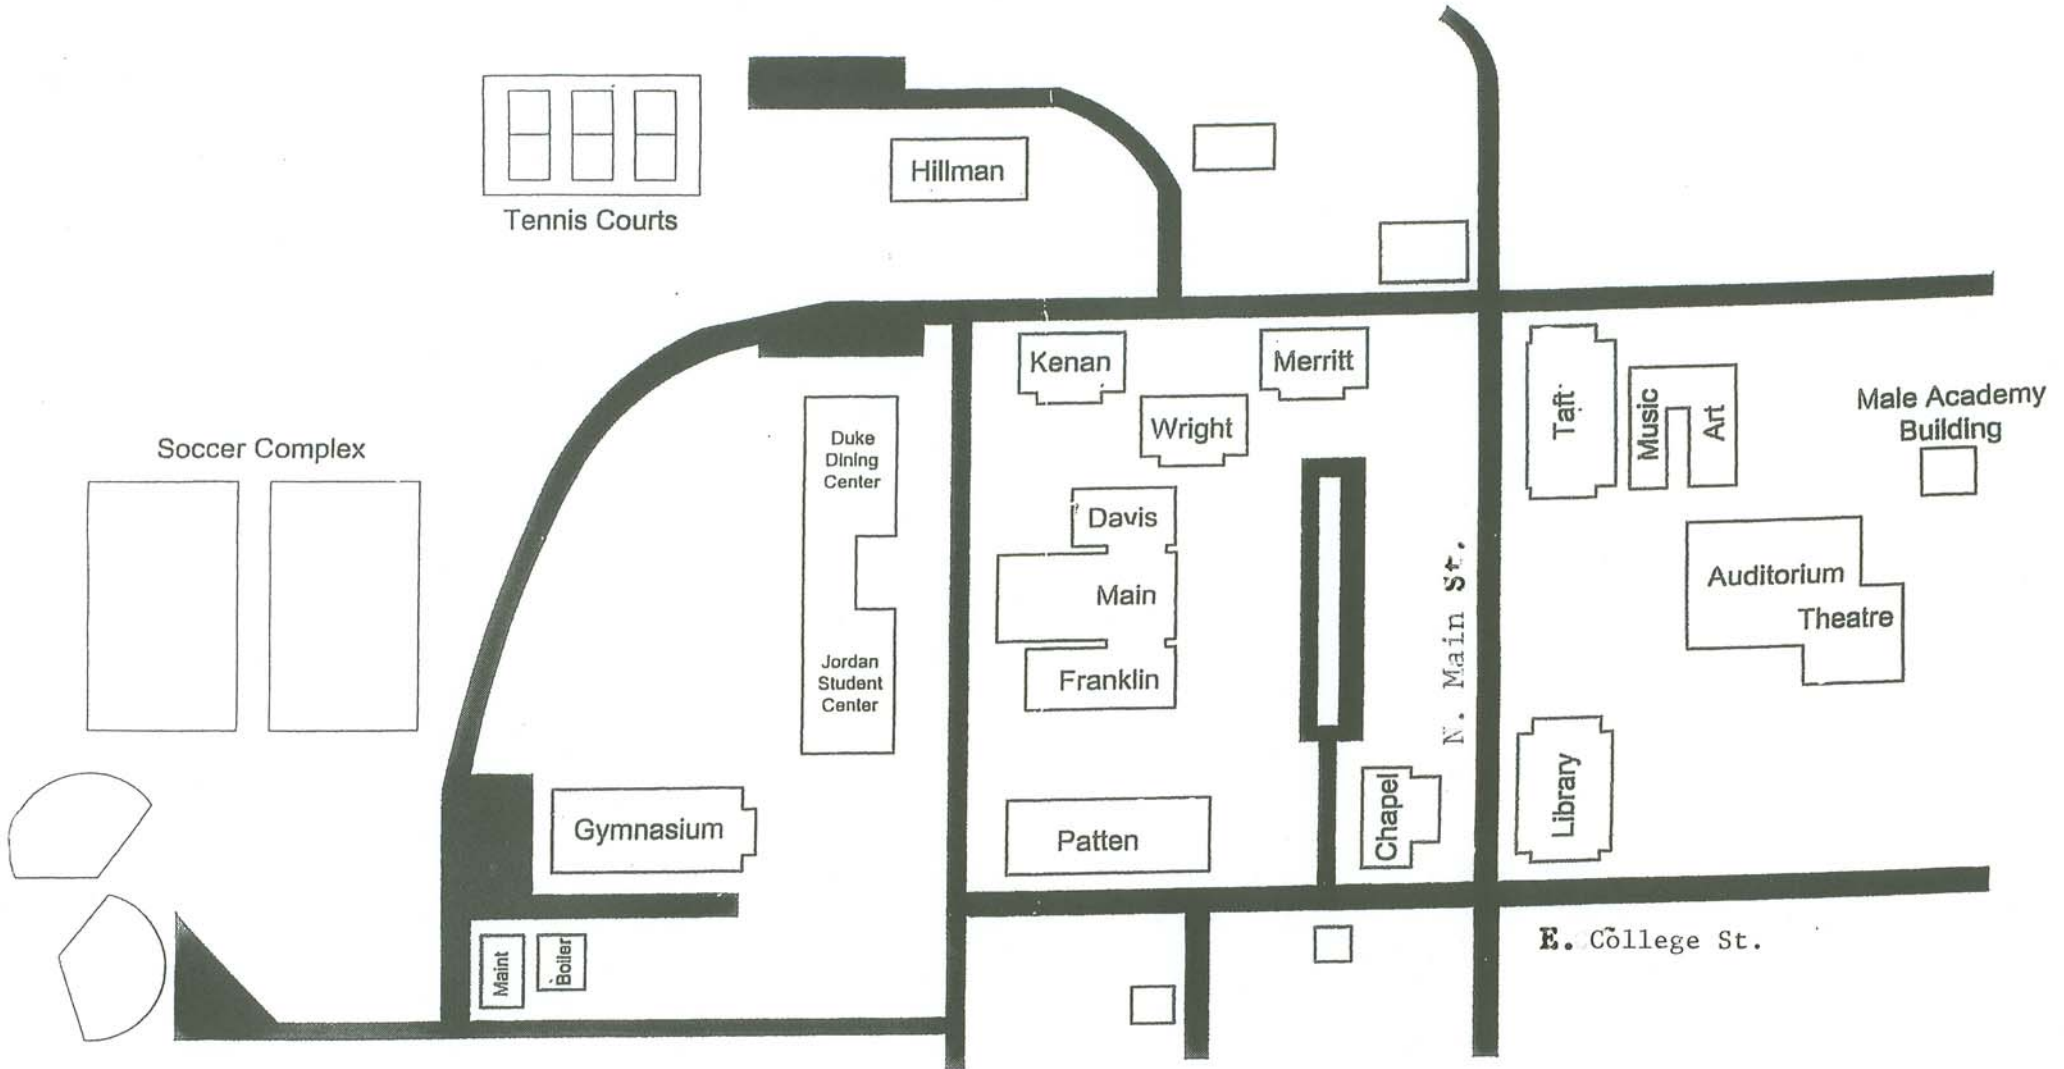 Hillman
Tennis Courts
Kenan
Merritt
Wright
Taft
Music
Art
Male Academy
Building
Duke
Dining
Center
Soccer Complex
Davis
Main
Franklin
Auditorium
Theatre
N. Main St.
Jordan
Student
Center
Gymnasium
Patten
Chapel
Library
Maint
Boiler
E. College St.